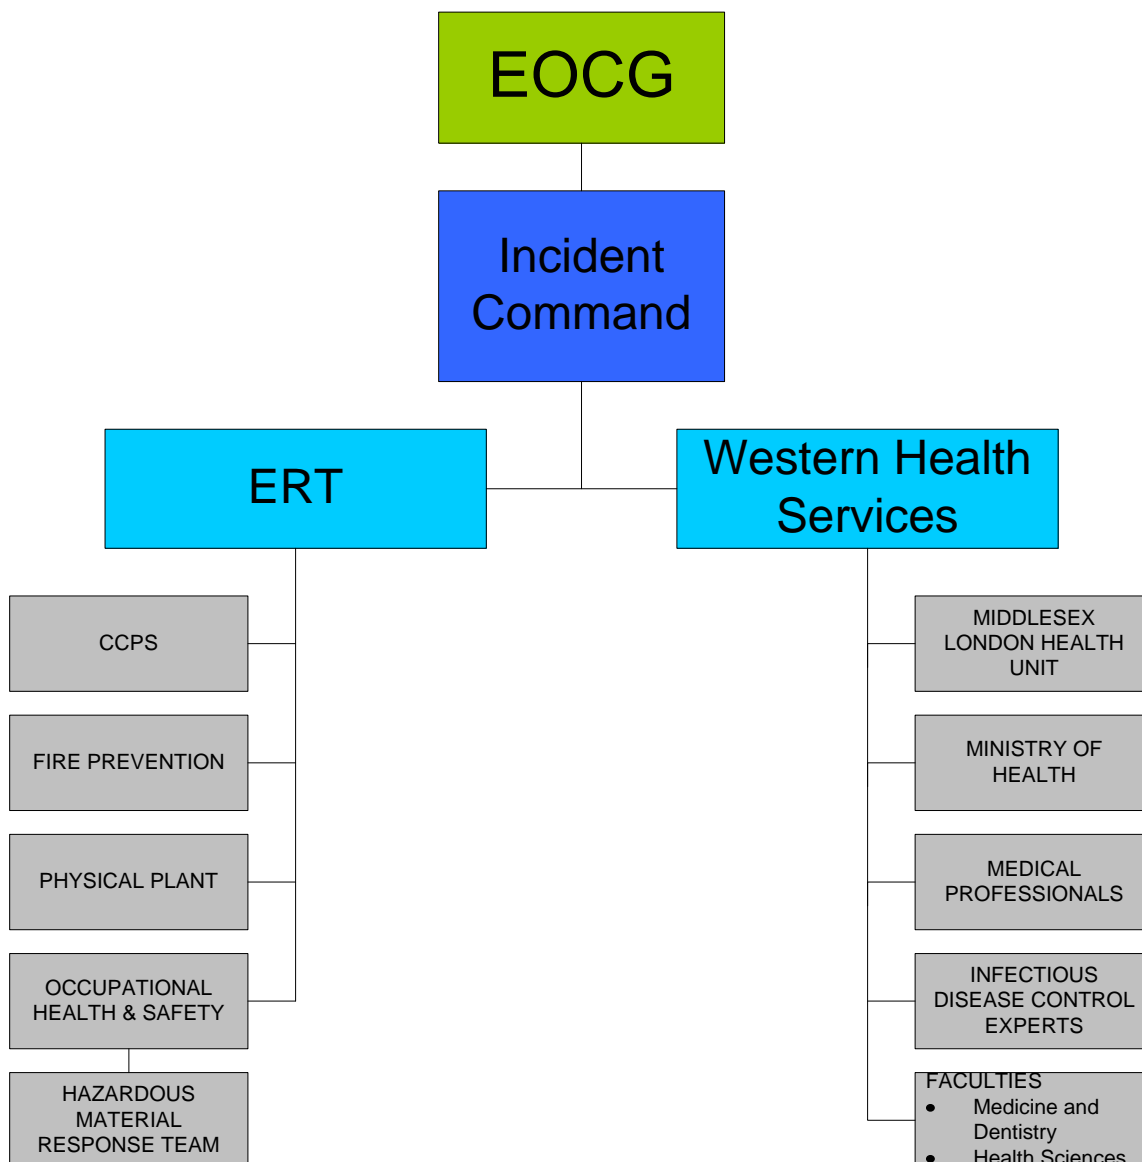 EOCG
Incident
Command
ERT
Western Health
Services
CCPS
FIRE PREVENTION
PHYSICAL PLANT
OCCUPATIONAL
HEALTH & SAFETY
HAZARDOUS
MATERIAL
RESPONSE TEAM
MIDDLESEX
LONDON HEALTH
UNIT
MINISTRY OF
HEALTH
MEDICAL
PROFESSIONALS
INFECTIOUS
DISEASE CONTROL
EXPERTS
FACULTIES
• Medicine and
Dentistry
• Health Sciences